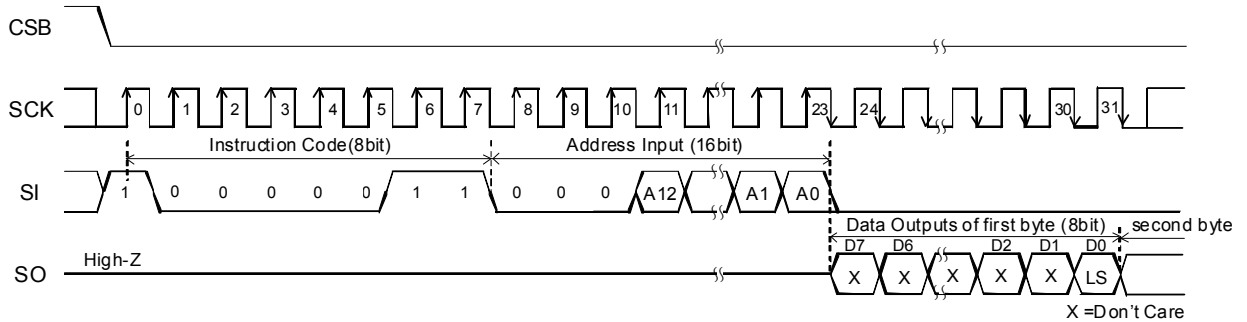 CSB
SCK 0 1 2 3 4 5 6 7 8 9 10 11 23 24 30 31
Instruction Code(8bit) Address Input (16bit)
SI 1 0 0 0 0 0 1 1 0 0 0 A12 A1 A0
Data Outputs of first byte (8bit) second byte
D7 D6 D2 D1 D0
High-Z
SO X X X X X LS
X =Don't Care